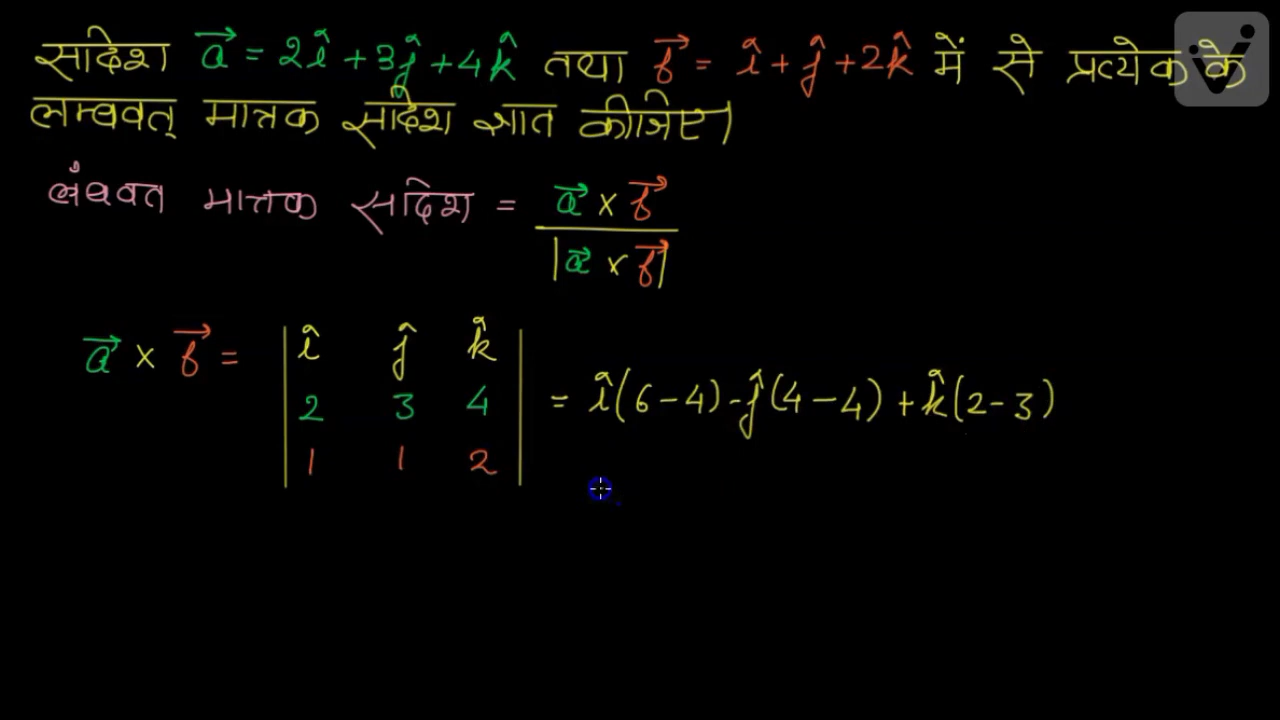 सदिश a⃗ = 2î + 3ĵ + 4k̂ तथा b⃗ = î + ĵ + 2k̂ में से प्रत्येक के
लम्बवत् मात्रक सदिश ज्ञात कीजिए।
लंबवत मात्रक सदिश = a⃗ × b⃗ / |a⃗ × b⃗|
a⃗ × b⃗ = | î ĵ k̂ |
| 2 3 4 | = î(6-4) - ĵ(4-4) + k̂(2-3)
| 1 1 2 |